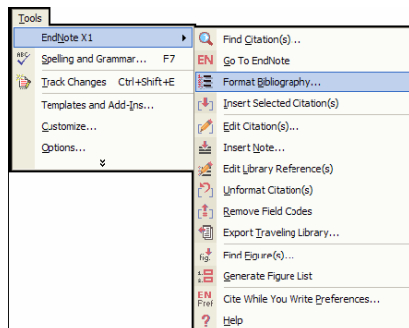 Tools
EndNote X1
ABC Spelling and Grammar... F7
Track Changes Ctrl+Shift+E
Templates and Add-Ins...
Customize...
Options...
Find Citation(s)...
EN Go To EndNote
Format Bibliography...
Insert Selected Citation(s)
Edit Citation(s)...
Insert Note...
Edit Library Reference(s)
Unformat Citation(s)
Remove Field Codes
Export Traveling Library...
fig. Find Figure(s)...
Generate Figure List
EN Pref Cite While You Write Preferences...
? Help